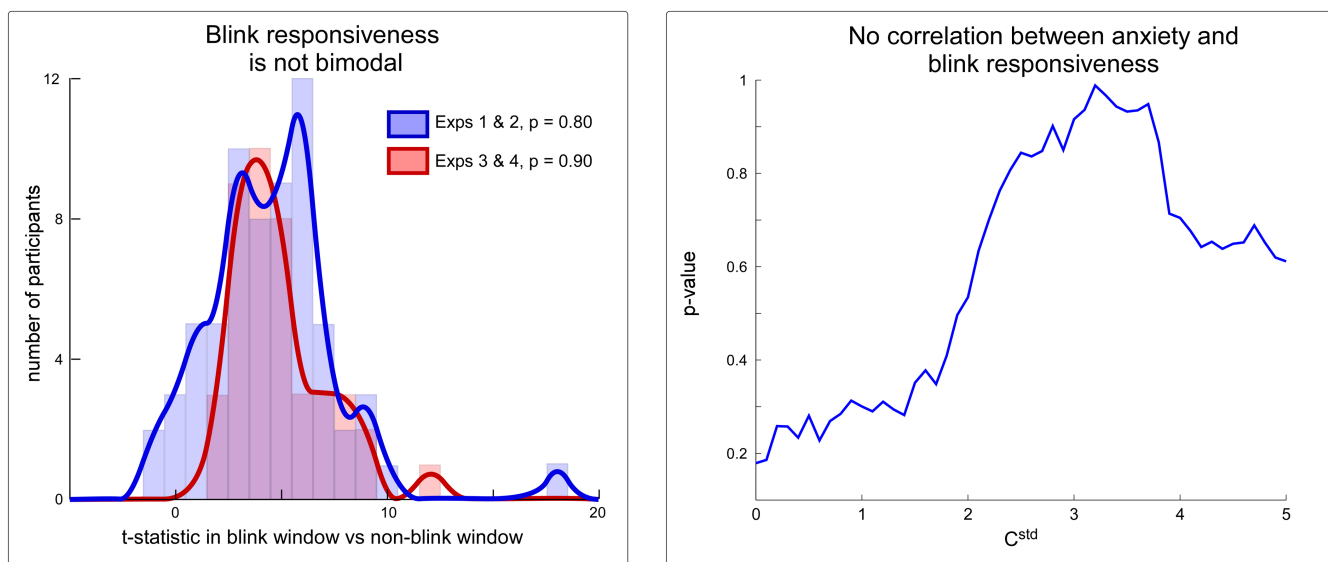 Blink responsiveness
is not bimodal
12
8
4
0
number of participants
Exps 1 & 2, p = 0.80
Exps 3 & 4, p = 0.90
0
10
20
t-statistic in blink window vs non-blink window
No correlation between anxiety and
blink responsiveness
1
0.8
0.6
0.4
0.2
p-value
0
1
2
3
4
5
C^std